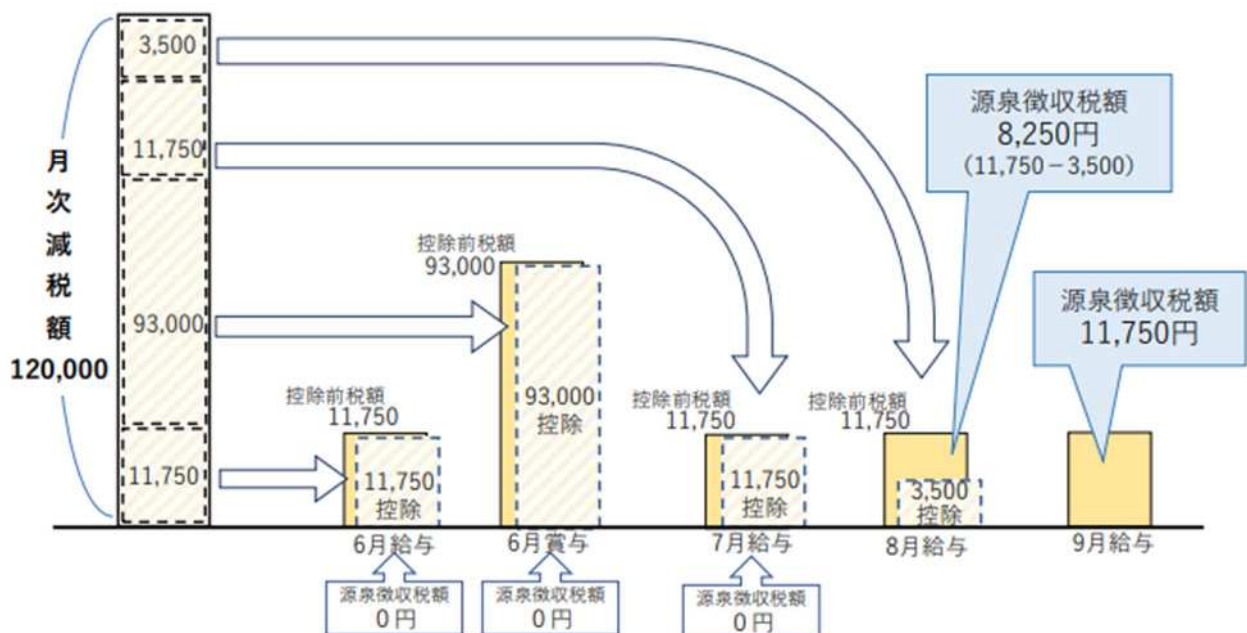 3,500
11,750
93,000
11,750
月次減税額
120,000
控除前税額
11,750
11,750
控除
6月給与
源泉徴収税額
0円
控除前税額
93,000
93,000
控除
6月賞与
源泉徴収税額
0円
控除前税額
11,750
11,750
控除
7月給与
源泉徴収税額
0円
控除前税額
11,750
3,500
控除
8月給与
源泉徴収税額
8,250円
（11,750－3,500）
源泉徴収税額
11,750円
9月給与